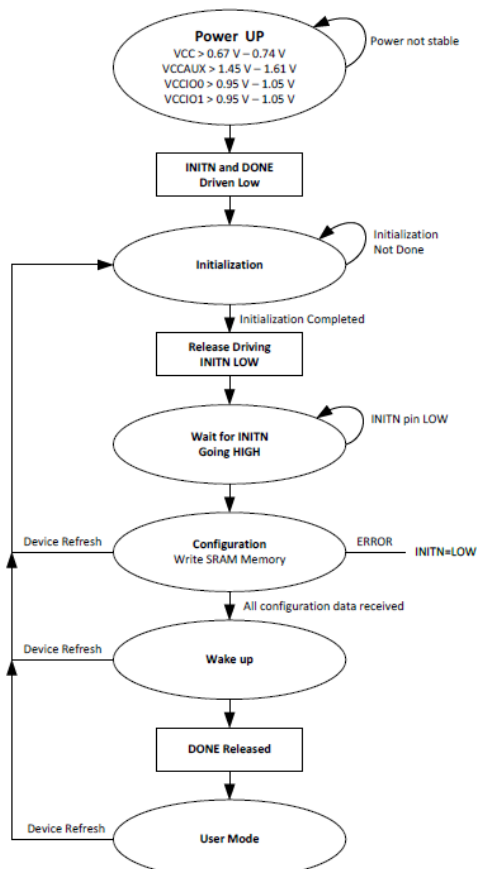 Power UP
VCC > 0.67 V – 0.74 V
VCCAUX > 1.45 V – 1.61 V
VCCIO0 > 0.95 V – 1.05 V
VCCIO1 > 0.95 V – 1.05 V
Power not stable
INITN and DONE
Driven Low
Initialization
Initialization
Not Done
Initialization Completed
Release Driving
INITN LOW
Wait for INITN
Going HIGH
INITN pin LOW
Device Refresh
Configuration
Write SRAM Memory
ERROR
INITN=LOW
All configuration data received
Device Refresh
Wake up
DONE Released
Device Refresh
User Mode